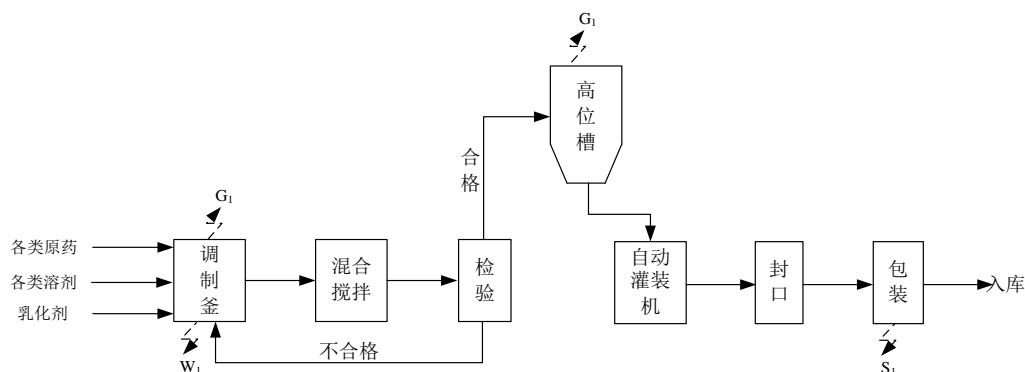 G₁
高位槽
合格
G₁
各类原药
各类溶剂
乳化剂
调制釜
混合
搅拌
检验
自动
灌装
机
封口
包装
入库
不合格
W₁
S₁